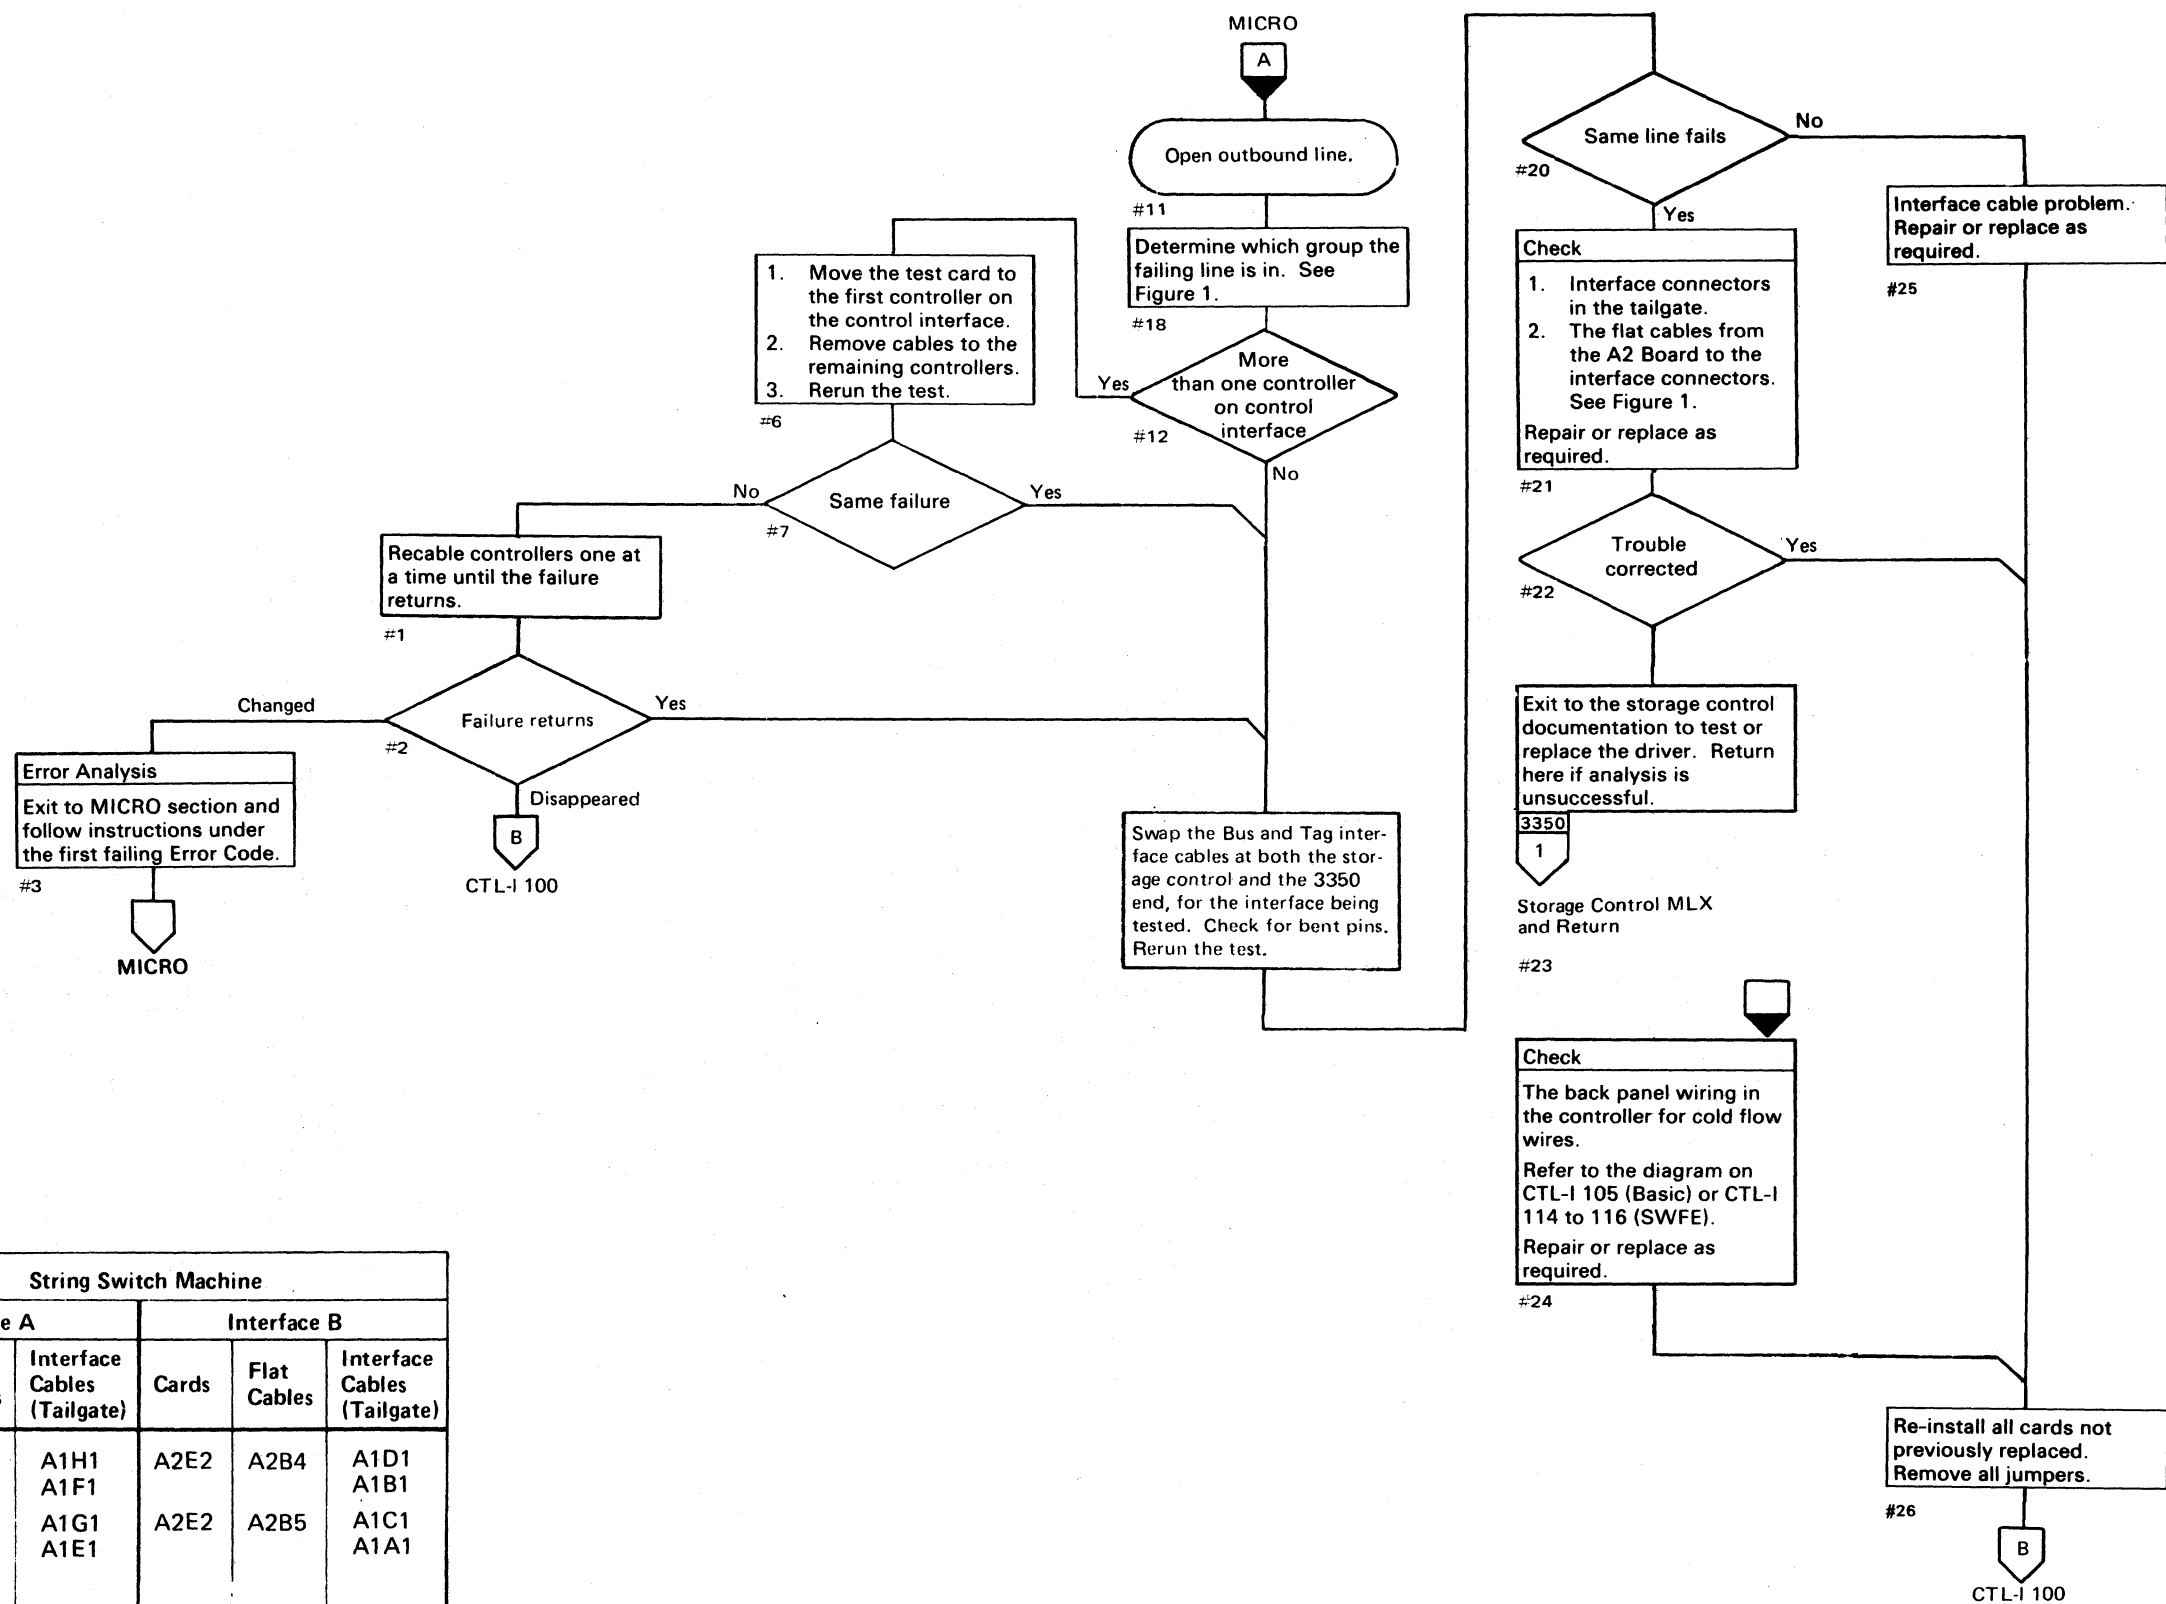 MICRO
A
Open outbound line.
#11
Determine which group the
failing line is in. See
Figure 1.
#18
More
than one controller
on control
interface
#12
Yes
No
1. Move the test card to
the first controller on
the control interface.
2. Remove cables to the
remaining controllers.
3. Rerun the test.
#6
Same failure
#7
No
Yes
Recable controllers one at
a time until the failure
returns.
#1
Failure returns
#2
Changed
Yes
Disappeared
B
CTL-I 100
Error Analysis
Exit to MICRO section and
follow instructions under
the first failing Error Code.
#3
MICRO
Swap the Bus and Tag inter-
face cables at both the stor-
age control and the 3350
end, for the interface being
tested. Check for bent pins.
Rerun the test.
Same line fails
#20
No
Yes
Interface cable problem.
Repair or replace as
required.
#25
Check
1. Interface connectors
in the tailgate.
2. The flat cables from
the A2 Board to the
interface connectors.
See Figure 1.
Repair or replace as
required.
#21
Trouble
corrected
#22
Yes
Exit to the storage control
documentation to test or
replace the driver. Return
here if analysis is
unsuccessful.
3350
1
Storage Control MLX
and Return
#23
Check
The back panel wiring in
the controller for cold flow
wires.
Refer to the diagram on
CTL-I 105 (Basic) or CTL-I
114 to 116 (SWFE).
Repair or replace as
required.
#24
Re-install all cards not
previously replaced.
Remove all jumpers.
#26
B
CTL-I 100
String Switch Machine
e A Interface B
Interface
Cables
(Tailgate)
Cards
Flat
Cables
Interface
Cables
(Tailgate)
A1H1 A2E2 A2B4 A1D1
A1F1 A1B1
A1G1 A2E2 A2B5 A1C1
A1E1 A1A1